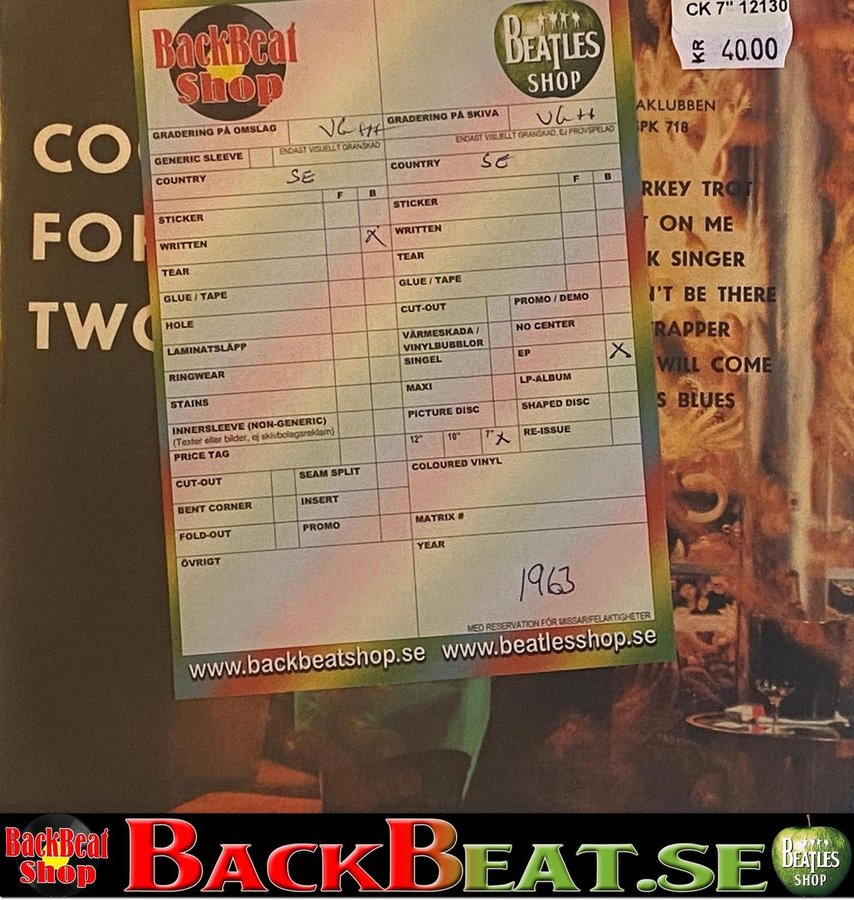 CK 7" 12130
KR 40.00
BackBeat Shop
BEATLES SHOP
GRADERING PÅ OMSLAG VG++
ENDAST VISUELLT GRANSKAD
GENERIC SLEEVE
COUNTRY SE
F B
STICKER
WRITTEN X
TEAR
GLUE / TAPE
HOLE
LAMINATSLÄPP
RINGWEAR
STAINS
INNERSLEEVE (NON-GENERIC)
(Texter eller bilder, ej skivbolagsreklam)
PRICE TAG
CUT-OUT SEAM SPLIT
BENT CORNER INSERT
FOLD-OUT PROMO
ÖVRIGT
GRADERING PÅ SKIVA VG++
ENDAST VISUELLT GRANSKAD, EJ PROVSPELAD
COUNTRY SE
F B
STICKER
WRITTEN
TEAR
GLUE / TAPE
CUT-OUT PROMO / DEMO
VÄRMESKADA / NO CENTER
VINYLBUBBLOR
SINGEL EP X
MAXI LP-ALBUM
PICTURE DISC SHAPED DISC
12" 10" 7" X RE-ISSUE
COLOURED VINYL
MATRIX #
YEAR
1963
MED RESERVATION FÖR MISSAR/FELAKTIGHETER
www.backbeatshop.se www.beatlesshop.se
CO
FO
TWO
AKLUBBEN
SPK 718
RKEY TROT
T ON ME
K SINGER
N'T BE THERE
TRAPPER
WILL COME
S BLUES
BackBeat Shop
BACKBEAT.SE
BEATLES SHOP